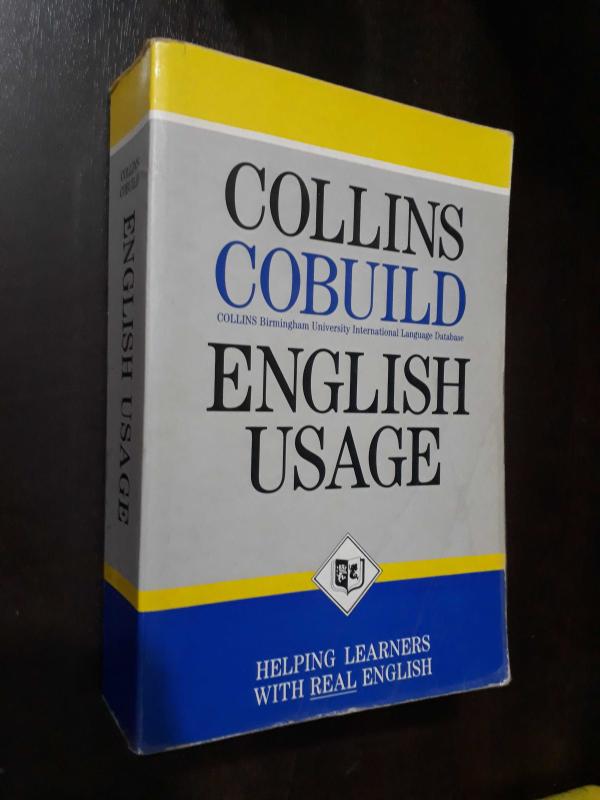 COLLINS
COBUILD
COLLINS Birmingham University International Language Database
ENGLISH
USAGE
HELPING LEARNERS
WITH REAL ENGLISH
COLLINS
COBUILD
ENGLISH USAGE